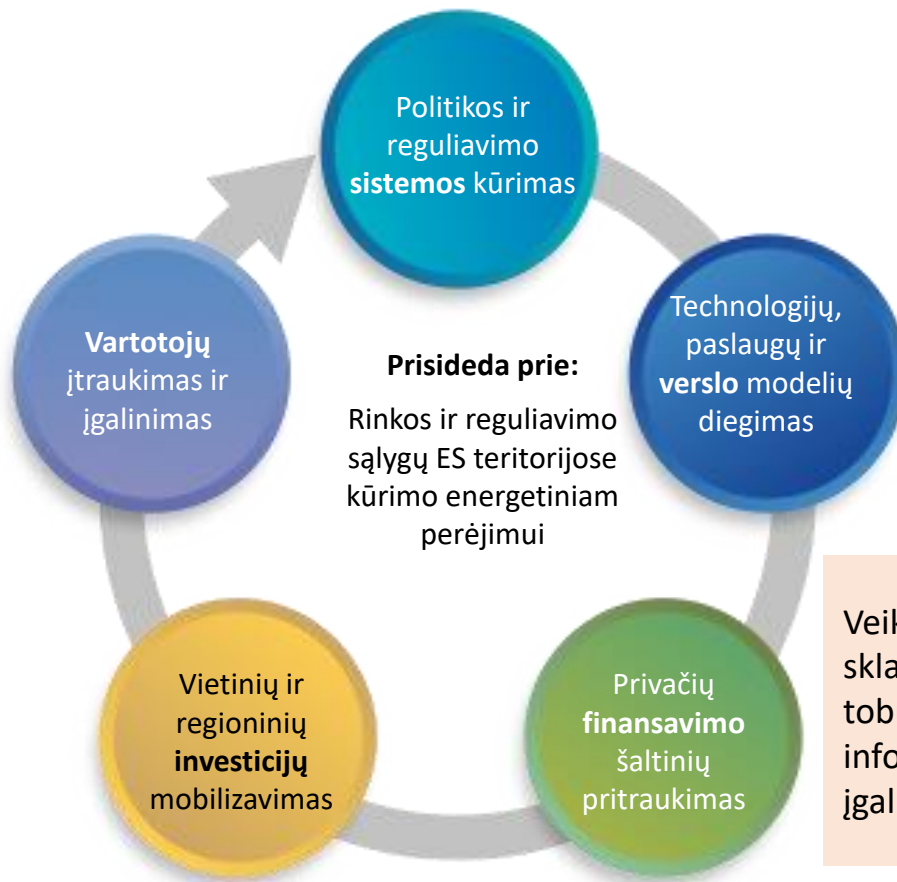 Politikos ir
reguliavimo
sistemos kūrimas
Technologijų,
paslaugų ir
verslo modelių
diegimas
Vartotojų
įtraukimas ir
įgalinimas
Prisideda prie:
Rinkos ir reguliavimo
sąlygų ES teritorijose
kūrimo energetiniam
perėjimui
Vietinių ir
regioninių
investicijų
mobilizavimas
Privačių
finansavimo
šaltinių
pritraukimas